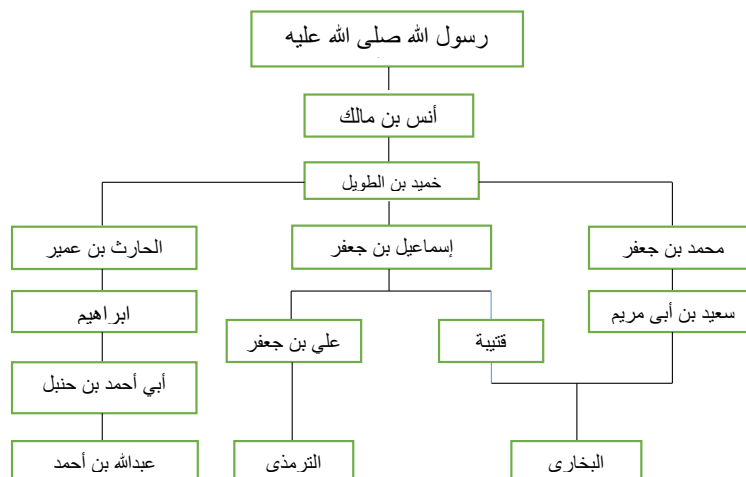 رسول الله صلى الله عليه
أنس بن مالك
خميد بن الطويل
محمد بن جعفر
إسماعيل بن جعفر
الحارث بن عمير
سعيد بن أبى مريم
ابراهيم
قتيبة
علي بن جعفر
أبي أحمد بن حنبل
البخارى
الترمذى
عبدالله بن أحمد